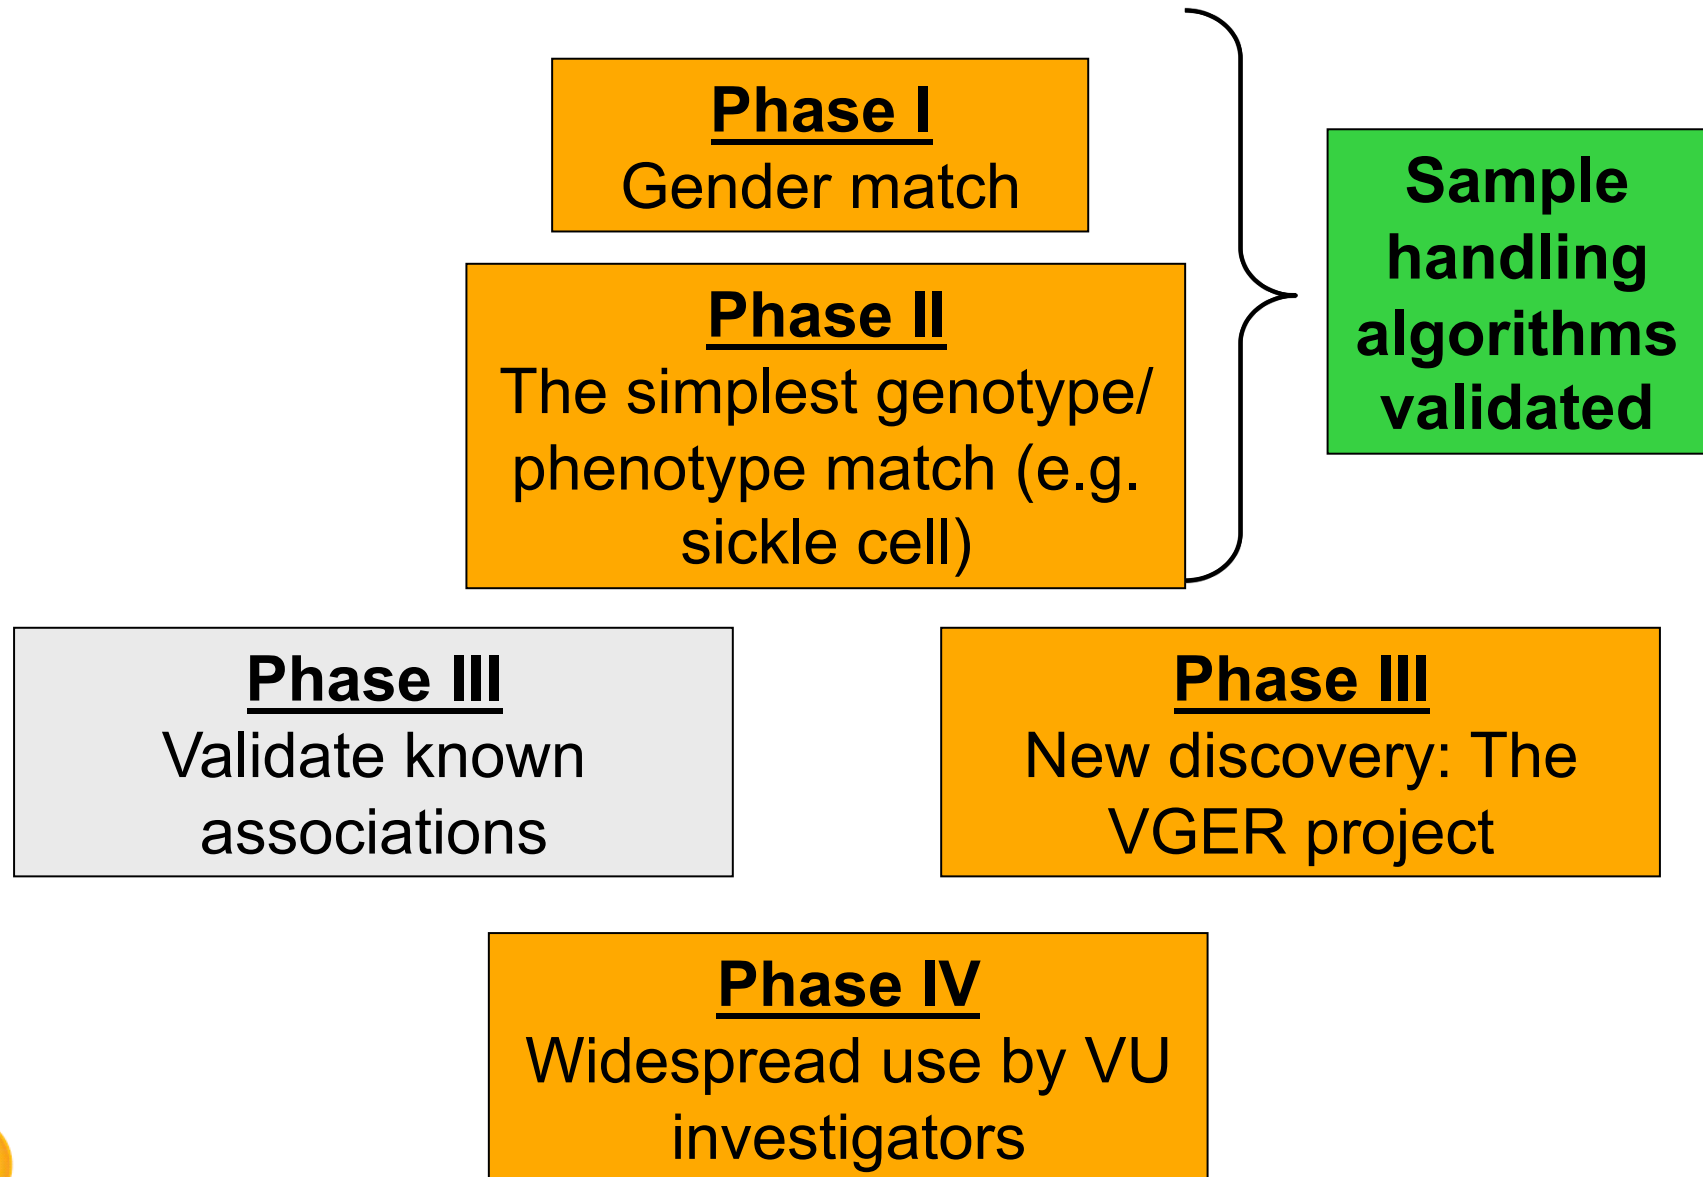 Phase I
Gender match
Sample
handling
algorithms
validated
Phase II
The simplest genotype/
phenotype match (e.g.
sickle cell)
Phase III
Validate known
associations
Phase III
New discovery: The
VGER project
Phase IV
Widespread use by VU
investigators